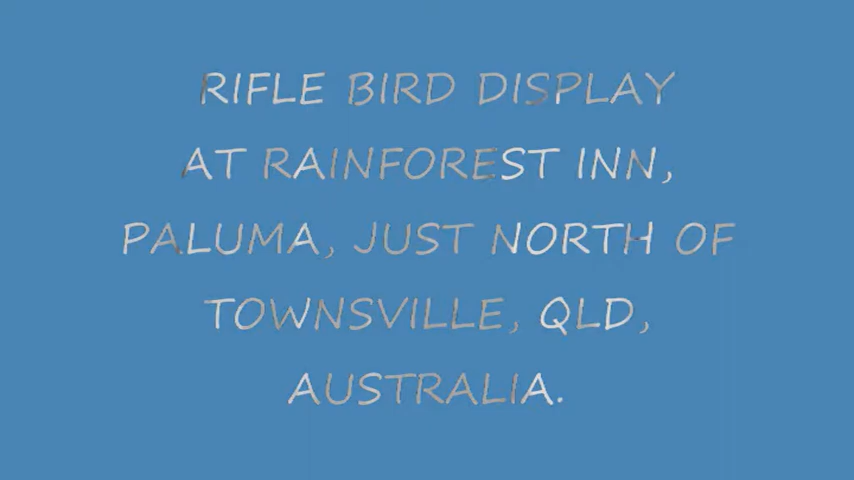 RIFLE BIRD DISPLAY
AT RAINFOREST INN,
PALUMA, JUST NORTH OF
TOWNSVILLE, QLD,
AUSTRALIA.